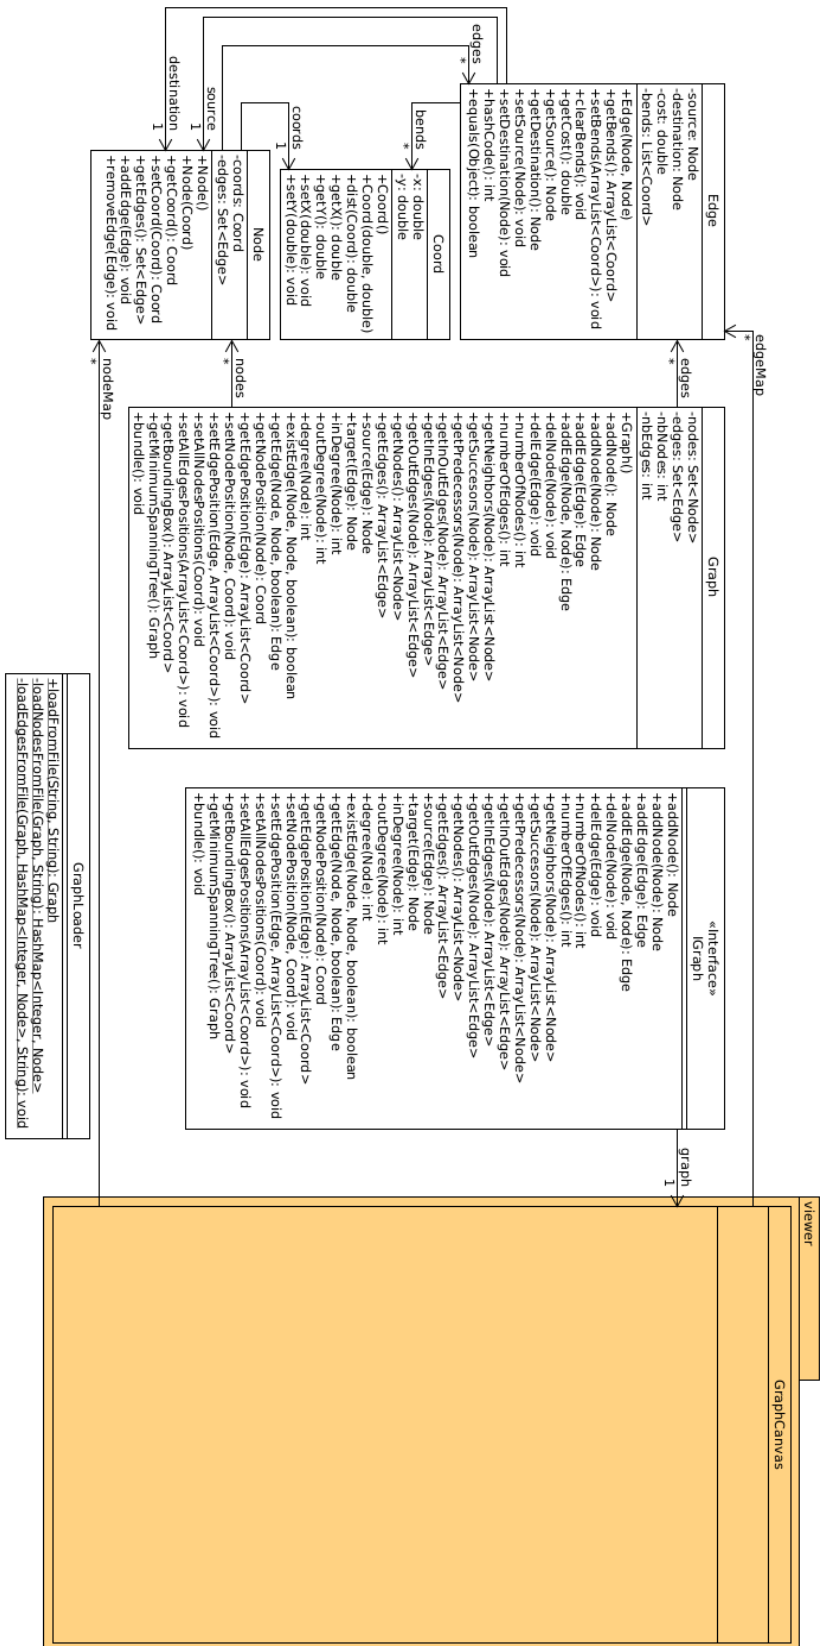 Edge
-source: Node
-destination: Node
-cost: double
-bends: List<Coord>
+Edge(Node, Node)
+getBends(): ArrayList<Coord>
+setBends(ArrayList<Coord>): void
+clearBends(): void
+getCost(): double
+getSource(): Node
+getDestination(): Node
+setSource(Node): void
+setDestination(Node): void
+hashCode(): int
+equals(Object): boolean
edges
*
bends
*
Coord
-x: double
-y: double
+Coord()
+Coord(double, double)
+dist(Coord): double
+getX(): double
+getY(): double
+setX(double): void
+setY(double): void
coords
1
source
1
destination
1
Node
-coords: Coord
-edges: Set<Edge>
+Node()
+Node(Coord)
+getCoord(): Coord
+setCoord(Coord): Coord
+getEdges(): Set<Edge>
+addEdge(Edge): void
+removeEdge(Edge): void
edgeMap
*
edges
*
nodes
*
nodeMap
*
Graph
-nodes: Set<Node>
-edges: Set<Edge>
-nbNodes: int
-nbEdges: int
+Graph()
+addNode(): Node
+addNode(Node): Node
+addEdge(Edge): Edge
+addEdge(Node, Node): Edge
+delNode(Node): void
+delEdge(Edge): void
+numberOfNodes(): int
+numberOfEdges(): int
+getNeighbors(Node): ArrayList<Node>
+getSuccesors(Node): ArrayList<Node>
+getPredecessors(Node): ArrayList<Node>
+getInOutEdges(Node): ArrayList<Edge>
+getInEdges(Node): ArrayList<Edge>
+getOutEdges(Node): ArrayList<Edge>
+getNodes(): ArrayList<Node>
+getEdges(): ArrayList<Edge>
+source(Edge): Node
+target(Edge): Node
+inDegree(Node): int
+outDegree(Node): int
+degree(Node): int
+existEdge(Node, Node, boolean): boolean
+getEdge(Node, Node, boolean): Edge
+getNodePosition(Node): Coord
+getEdgePosition(Edge): ArrayList<Coord>
+setNodePosition(Node, Coord): void
+setEdgePosition(Edge, ArrayList<Coord>): void
+setAllNodesPositions(Coord): void
+setAllEdgesPositions(ArrayList<Coord>): void
+getBoundingBox(): ArrayList<Coord>
+getMinimumSpanningTree(): Graph
+bundle(): void
«Interface»
IGraph
+addNode(): Node
+addNode(Node): Node
+addEdge(Edge): Edge
+addEdge(Node, Node): Edge
+delNode(Node): void
+delEdge(Edge): void
+numberOfNodes(): int
+numberOfEdges(): int
+getNeighbors(Node): ArrayList<Node>
+getSuccesors(Node): ArrayList<Node>
+getPredecessors(Node): ArrayList<Node>
+getInOutEdges(Node): ArrayList<Edge>
+getInEdges(Node): ArrayList<Edge>
+getOutEdges(Node): ArrayList<Edge>
+getNodes(): ArrayList<Node>
+getEdges(): ArrayList<Edge>
+source(Edge): Node
+target(Edge): Node
+inDegree(Node): int
+outDegree(Node): int
+degree(Node): int
+existEdge(Node, Node, boolean): boolean
+getEdge(Node, Node, boolean): Edge
+getNodePosition(Node): Coord
+getEdgePosition(Edge): ArrayList<Coord>
+setNodePosition(Node, Coord): void
+setEdgePosition(Edge, ArrayList<Coord>): void
+setAllNodesPositions(Coord): void
+setAllEdgesPositions(ArrayList<Coord>): void
+getBoundingBox(): ArrayList<Coord>
+getMinimumSpanningTree(): Graph
+bundle(): void
GraphLoader
+loadFromFile(String, String): Graph
-loadNodesFromFile(Graph, String): HashMap<Integer, Node>
-loadEdgesFromFile(Graph, HashMap<Integer, Node>, String): void
graph
1
viewer
GraphCanvas